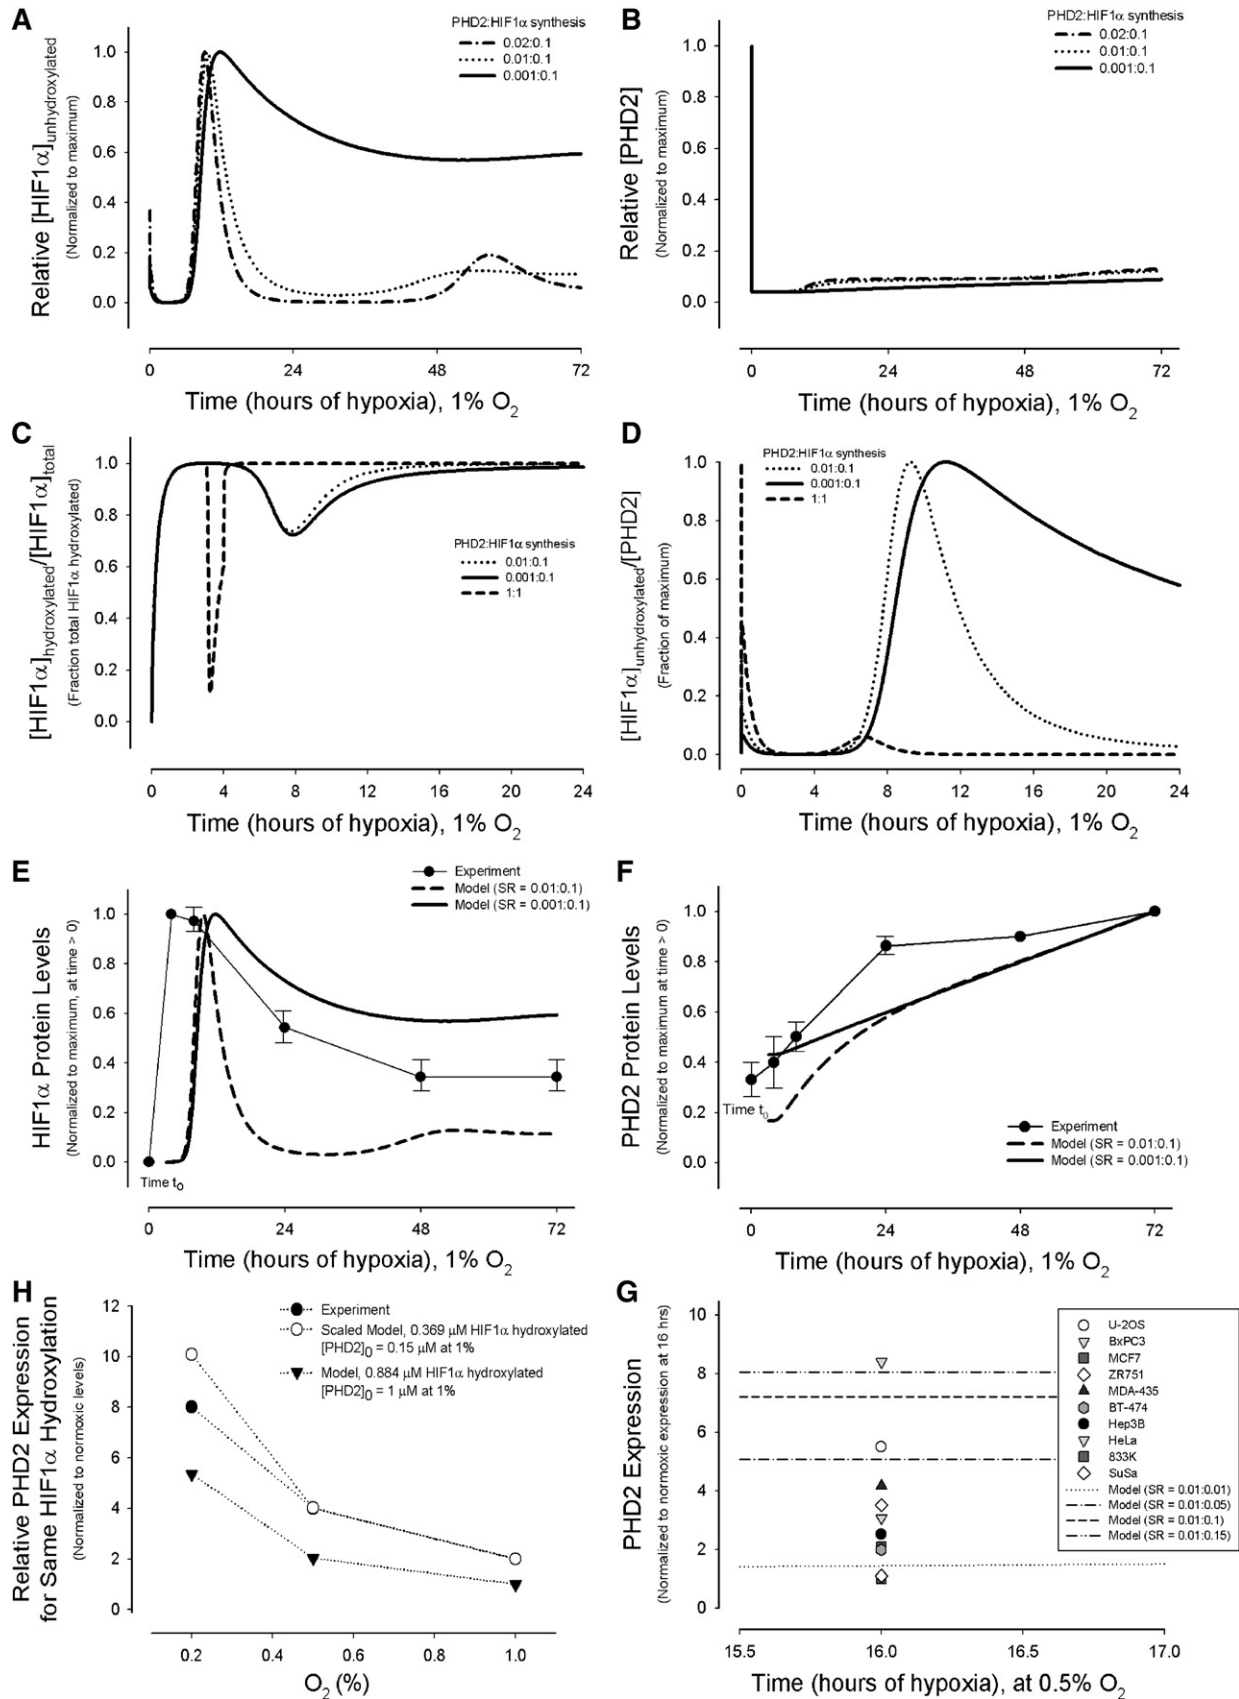 A
Relative [HIF1α]unhydroxylated
(Normalized to maximum)
PHD2:HIF1α synthesis
0.02:0.1
0.01:0.1
0.001:0.1
1.0
0.8
0.6
0.4
0.2
0.0
0
24
48
72
Time (hours of hypoxia), 1% O2
B
Relative [PHD2]
(Normalized to maximum)
PHD2:HIF1α synthesis
0.02:0.1
0.01:0.1
0.001:0.1
1.0
0.8
0.6
0.4
0.2
0.0
0
24
48
72
Time (hours of hypoxia), 1% O2
C
[HIF1α]hydroxylated/[HIF1α]total
(Fraction total HIF1α hydroxylated)
1.0
0.8
0.6
0.4
0.2
0.0
PHD2:HIF1α synthesis
0.01:0.1
0.001:0.1
1:1
0
4
8
12
16
20
24
Time (hours of hypoxia), 1% O2
D
[HIF1α]unhydroxylated/[PHD2]
(Fraction of maximum)
PHD2:HIF1α synthesis
0.01:0.1
0.001:0.1
1:1
1.0
0.8
0.6
0.4
0.2
0.0
0
4
8
12
16
20
24
Time (hours of hypoxia), 1% O2
E
HIF1α Protein Levels
(Normalized to maximum, at time > 0)
Experiment
Model (SR = 0.01:0.1)
Model (SR = 0.001:0.1)
1.0
0.8
0.6
0.4
0.2
0.0
Time t0
0
24
48
72
Time (hours of hypoxia), 1% O2
F
PHD2 Protein Levels
(Normalized to maximum at time > 0)
1.0
0.8
0.6
0.4
0.2
0.0
Time t0
Experiment
Model (SR = 0.01:0.1)
Model (SR = 0.001:0.1)
0
24
48
72
Time (hours of hypoxia), 1% O2
H
Relative PHD2 Expression
for Same HIF1α Hydroxylation
(Normalized to normoxic levels)
Experiment
Scaled Model, 0.369 μM HIF1α hydroxylated
[PHD2]0 = 0.15 μM at 1%
Model, 0.884 μM HIF1α hydroxylated
[PHD2]0 = 1 μM at 1%
12
10
8
6
4
2
0
0.2
0.4
0.6
0.8
1.0
O2 (%)
G
PHD2 Expression
(Normalized to normoxic expression at 16 hrs)
10
8
6
4
2
0
U-2OS
BxPC3
MCF7
ZR751
MDA-435
BT-474
Hep3B
HeLa
833K
SuSa
Model (SR = 0.01:0.01)
Model (SR = 0.01:0.05)
Model (SR = 0.01:0.1)
Model (SR = 0.01:0.15)
15.5
16.0
16.5
17.0
Time (hours of hypoxia), at 0.5% O2